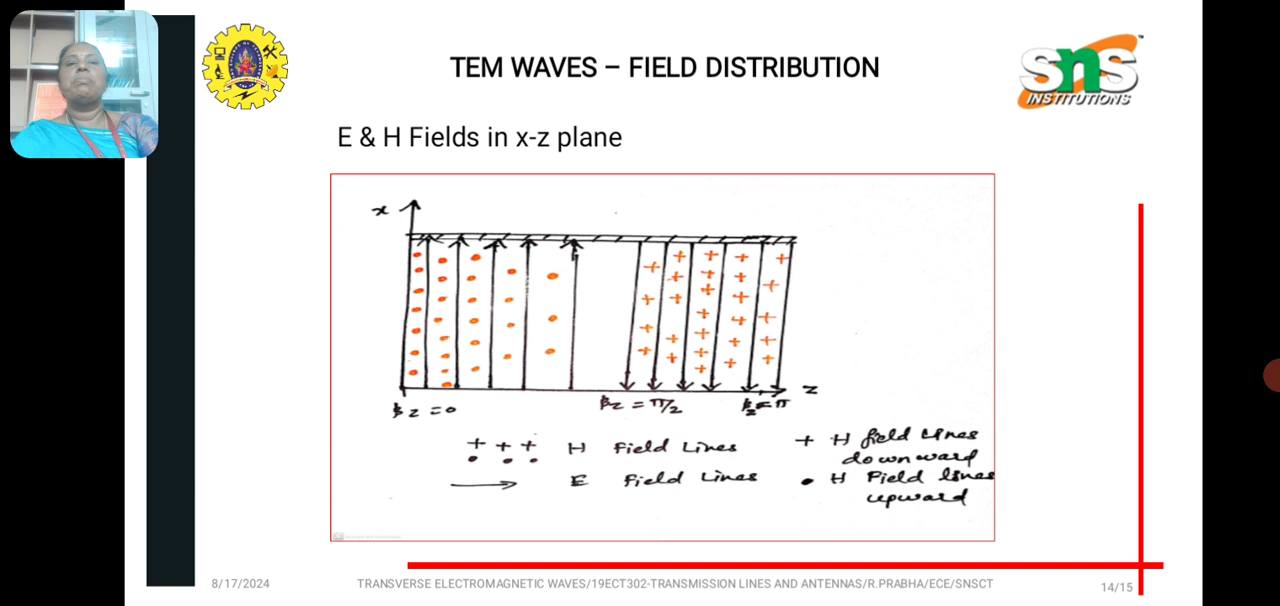 TEM WAVES – FIELD DISTRIBUTION
SNS
INSTITUTIONS
™
E & H Fields in x-z plane
x
z
βz = 0
βz = π/2
βz = π
+ + + H Field Lines
→ E Field Lines
+ H field Lines
downward
• H Field lines
upward
8/17/2024
TRANSVERSE ELECTROMAGNETIC WAVES/19ECT302-TRANSMISSION LINES AND ANTENNAS/R.PRABHA/ECE/SNSCT
14/15